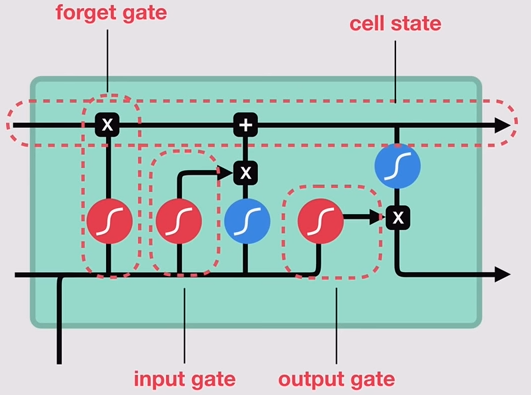 forget gate
cell state
X
+
X
X
input gate
output gate